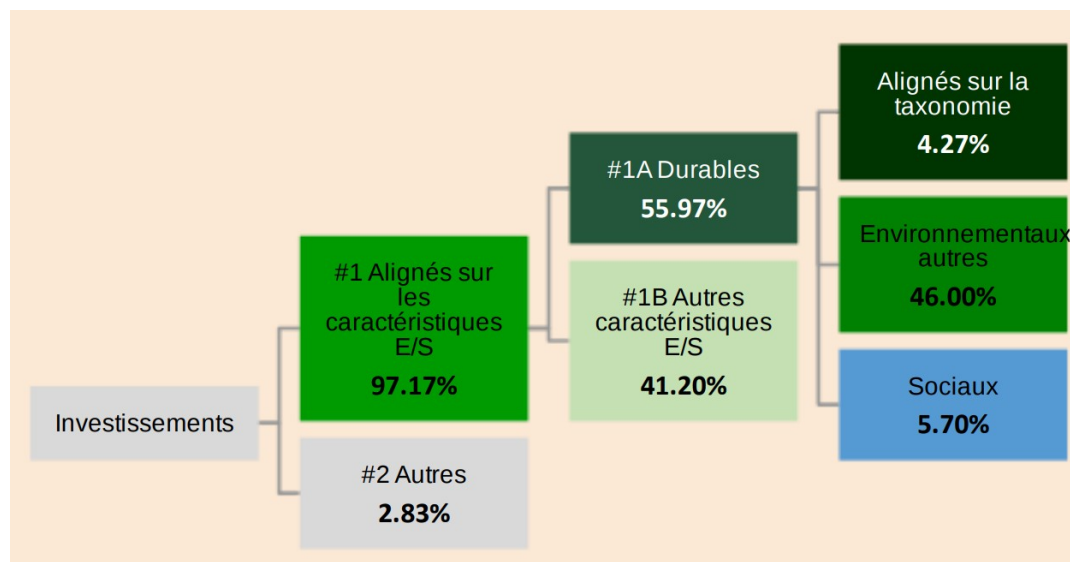 Investissements
#1 Alignés sur
les
caractéristiques
E/S
97.17%
#2 Autres
2.83%
#1A Durables
55.97%
#1B Autres
caractéristiques
E/S
41.20%
Alignés sur la
taxonomie
4.27%
Environnementaux
autres
46.00%
Sociaux
5.70%